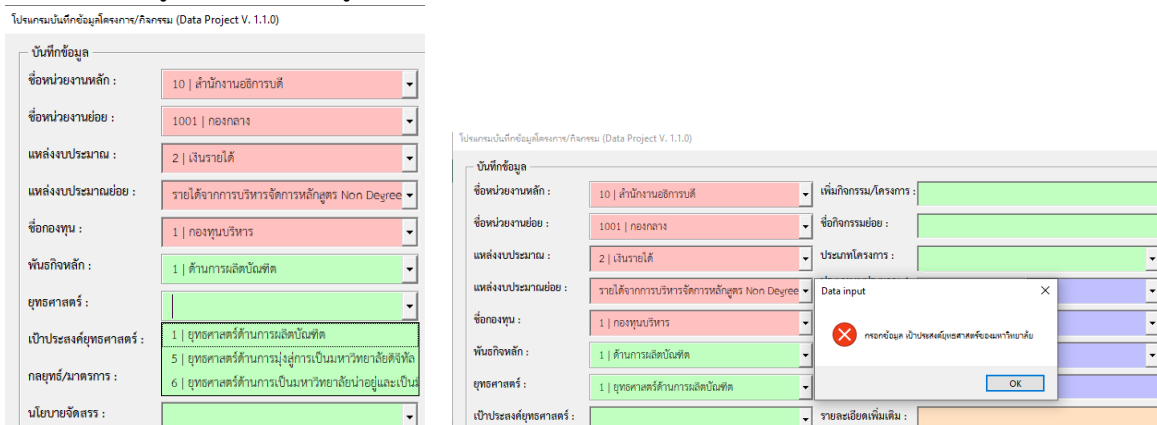 โปรแกรมบันทึกข้อมูลโครงการ/กิจกรรม (Data Project V. 1.1.0)
บันทึกข้อมูล
ชื่อหน่วยงานหลัก :
10 | สำนักงานอธิการบดี
ชื่อหน่วยงานย่อย :
1001 | กองกลาง
แหล่งงบประมาณ :
2 | เงินรายได้
แหล่งงบประมาณย่อย :
รายได้จากการบริหารจัดการหลักสูตร Non Degree
ชื่อกองทุน :
1 | กองทุนบริหาร
พันธกิจหลัก :
1 | ด้านการผลิตบัณฑิต
ยุทธศาสตร์ :
เป้าประสงค์ยุทธศาสตร์ :
1 | ยุทธศาสตร์ด้านการผลิตบัณฑิต
5 | ยุทธศาสตร์ด้านการมุ่งสู่การเป็นมหาวิทยาลัยดิจิทัล
กลยุทธ์/มาตรการ :
6 | ยุทธศาสตร์ด้านการเป็นมหาวิทยาลัยน่าอยู่และเป็น
นโยบายจัดสรร :
โปรแกรมบันทึกข้อมูลโครงการ/กิจกรรม (Data Project V. 1.1.0)
บันทึกข้อมูล
ชื่อหน่วยงานหลัก :
10 | สำนักงานอธิการบดี
เพิ่มกิจกรรม/โครงการ :
ชื่อหน่วยงานย่อย :
1001 | กองกลาง
ชื่อกิจกรรมย่อย :
แหล่งงบประมาณ :
2 | เงินรายได้
ประเภทโครงการ :
แหล่งงบประมาณย่อย :
รายได้จากการบริหารจัดการหลักสูตร Non Degree
Data input
ชื่อกองทุน :
1 | กองทุนบริหาร
กรอกข้อมูล เป้าประสงค์ยุทธศาสตร์ของมหาวิทยาลัย
พันธกิจหลัก :
1 | ด้านการผลิตบัณฑิต
ยุทธศาสตร์ :
1 | ยุทธศาสตร์ด้านการผลิตบัณฑิต
OK
เป้าประสงค์ยุทธศาสตร์ :
รายละเอียดเพิ่มเติม :